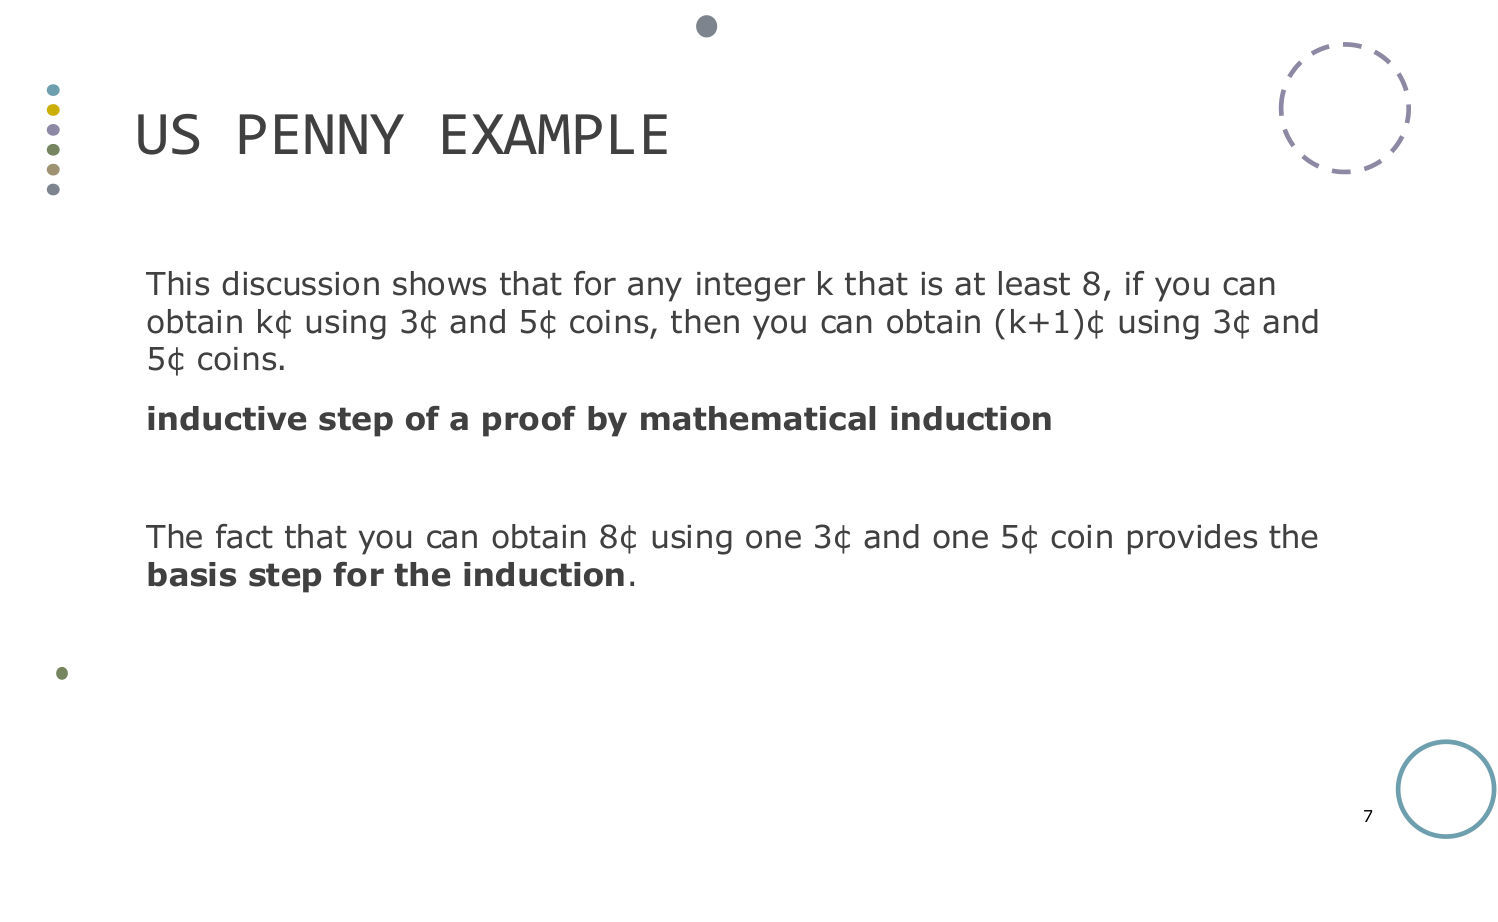 US PENNY EXAMPLE
This discussion shows that for any integer k that is at least 8, if you can
obtain k¢ using 3¢ and 5¢ coins, then you can obtain (k+1)¢ using 3¢ and
5¢ coins.
inductive step of a proof by mathematical induction
The fact that you can obtain 8¢ using one 3¢ and one 5¢ coin provides the
basis step for the induction.
7